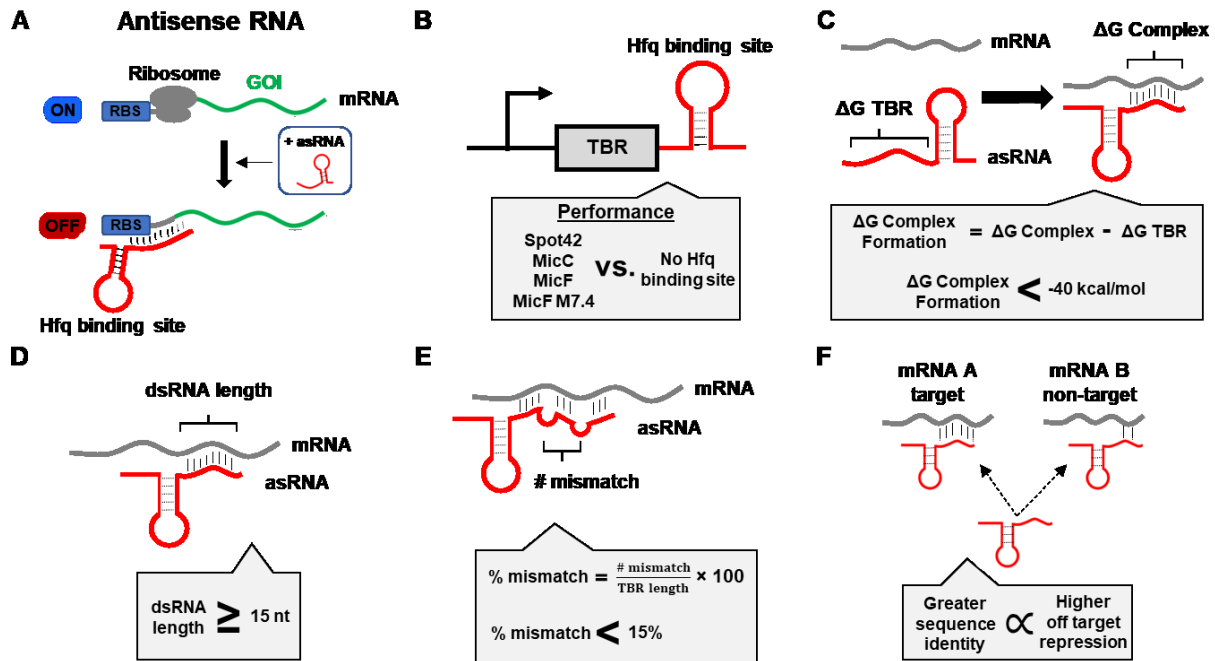 A
Antisense RNA
Ribosome
GOI
mRNA
ON
RBS
+ asRNA
OFF
RBS
Hfq binding site
B
Hfq binding site
TBR
Performance
Spot42
MicC
MicF
MicF M7.4
vs.
No Hfq
binding site
C
mRNA
ΔG Complex
ΔG TBR
asRNA
ΔG Complex
Formation
= ΔG Complex - ΔG TBR
ΔG Complex
Formation
< -40 kcal/mol
D
dsRNA length
mRNA
asRNA
dsRNA
length
≥ 15 nt
E
mRNA
asRNA
# mismatch
% mismatch = # mismatch / TBR length × 100
% mismatch < 15%
F
mRNA A
target
mRNA B
non-target
Greater
sequence
identity
∝
Higher
off target
repression